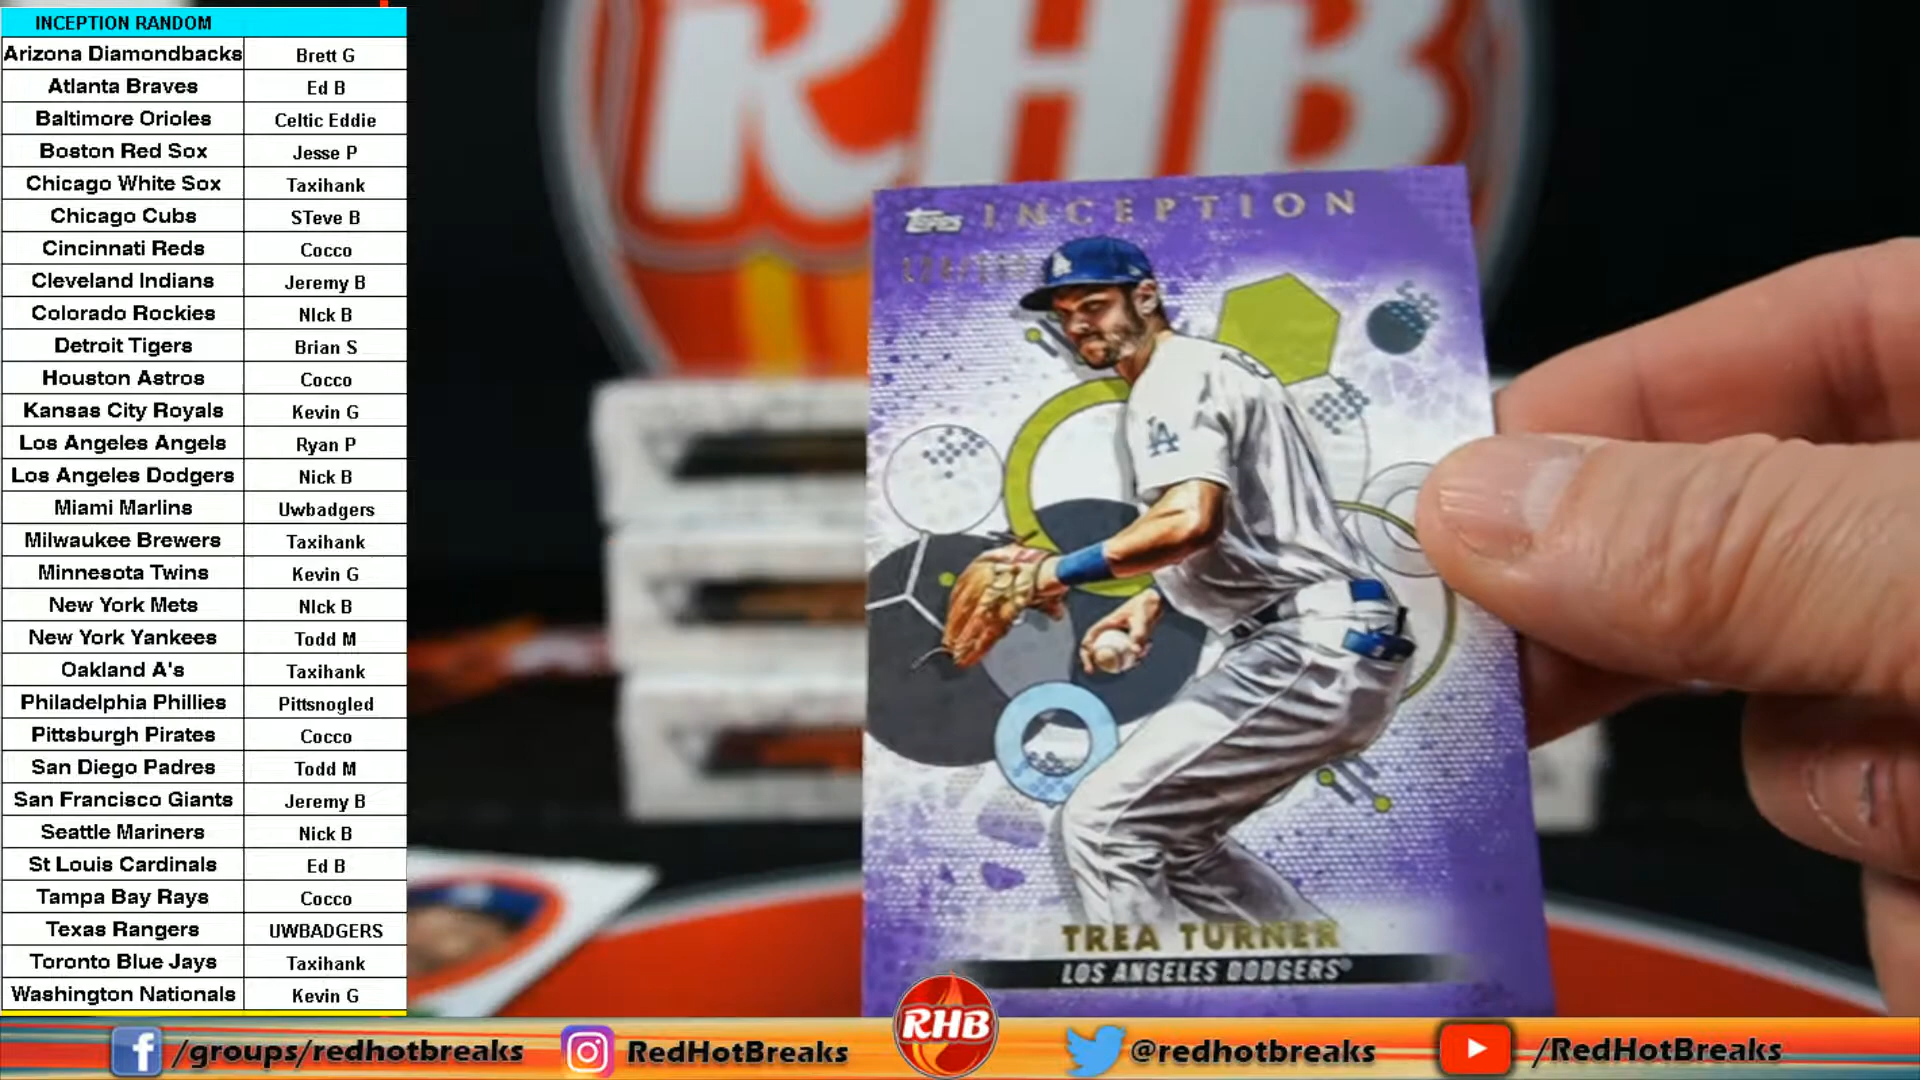 INCEPTION RANDOM
Arizona Diamondbacks Brett G
Atlanta Braves Ed B
Baltimore Orioles Celtic Eddie
Boston Red Sox Jesse P
Chicago White Sox Taxihank
Chicago Cubs STeve B
Cincinnati Reds Cocco
Cleveland Indians Jeremy B
Colorado Rockies NIck B
Detroit Tigers Brian S
Houston Astros Cocco
Kansas City Royals Kevin G
Los Angeles Angels Ryan P
Los Angeles Dodgers Nick B
Miami Marlins Uwbadgers
Milwaukee Brewers Taxihank
Minnesota Twins Kevin G
New York Mets NIck B
New York Yankees Todd M
Oakland A's Taxihank
Philadelphia Phillies Pittsnogled
Pittsburgh Pirates Cocco
San Diego Padres Todd M
San Francisco Giants Jeremy B
Seattle Mariners Nick B
St Louis Cardinals Ed B
Tampa Bay Rays Cocco
Texas Rangers UWBADGERS
Toronto Blue Jays Taxihank
Washington Nationals Kevin G
RHB
Topps INCEPTION
LA
TREA TURNER
LOS ANGELES DODGERS®
/groups/redhotbreaks
RedHotBreaks
RHB
@redhotbreaks
/RedHotBreaks